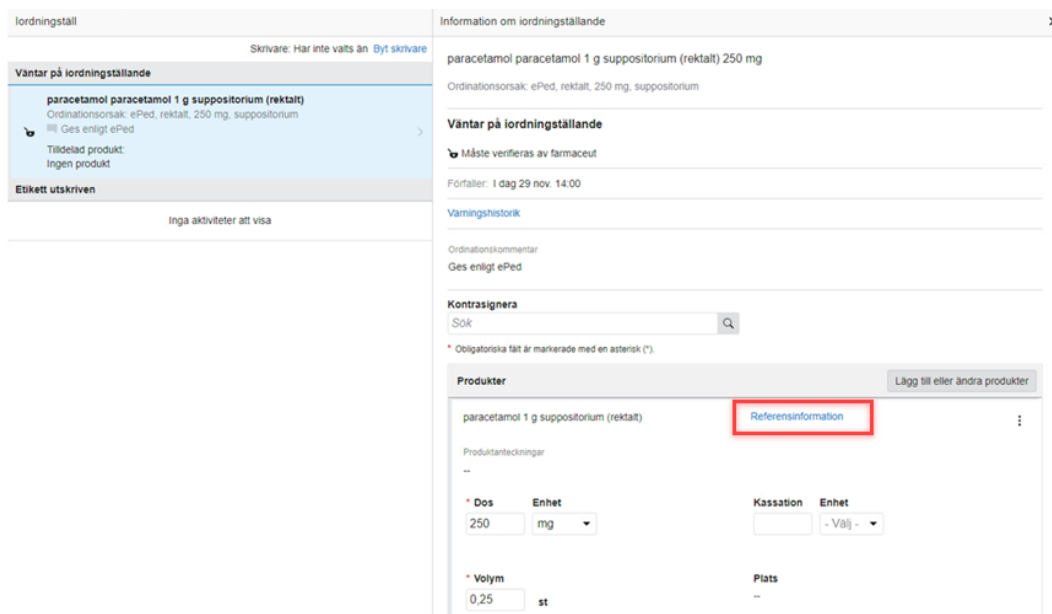 Iordningställ
Skrivare: Har inte valts än Byt skrivare
Väntar på iordningställande
paracetamol paracetamol 1 g suppositorium (rektalt)
Ordinationsorsak: ePed, rektalt, 250 mg, suppositorium
Ges enligt ePed
Tilldelad produkt:
Ingen produkt
Etikett utskriven
Inga aktiviteter att visa
Information om iordningställande
paracetamol paracetamol 1 g suppositorium (rektalt) 250 mg
Ordinationsorsak: ePed, rektalt, 250 mg, suppositorium
Väntar på iordningställande
Måste verifieras av farmaceut
Förfaller: I dag 29 nov. 14:00
Varningshistorik
Ordinationskommentar
Ges enligt ePed
Kontrasignera
Sök
* Obligatoriska fält är markerade med en asterisk (*).
Produkter Lägg till eller ändra produkter
paracetamol 1 g suppositorium (rektalt) Referensinformation
Produktanteckningar
--
* Dos Enhet Kassation Enhet
250 mg - Välj -
* Volym Plats
0,25 st --